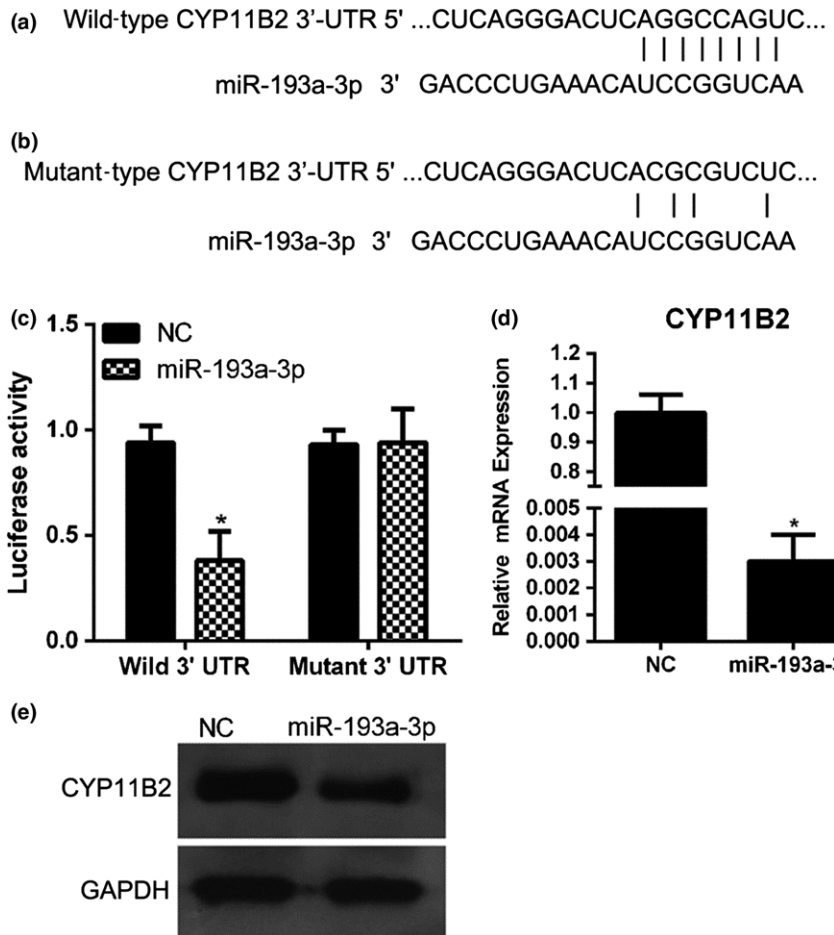 (a)
Wild-type CYP11B2 3'-UTR 5' ...CUCAGGGACUCAGGCCAGUC...
miR-193a-3p 3' GACCCUGAAACAUCCGGUCAA
(b)
Mutant-type CYP11B2 3'-UTR 5' ...CUCAGGGACUCACGCGUCUC...
miR-193a-3p 3' GACCCUGAAACAUCCGGUCAA
(c)
NC
miR-193a-3p
Luciferase activity
1.5
1.0
0.5
0.0
*
Wild 3' UTR
Mutant 3' UTR
(d)
CYP11B2
Relative mRNA Expression
1.2
1.1
1.0
0.9
0.8
0.005
0.004
0.003
0.002
0.001
0.000
*
NC
miR-193a-3
(e)
NC miR-193a-3p
CYP11B2
GAPDH